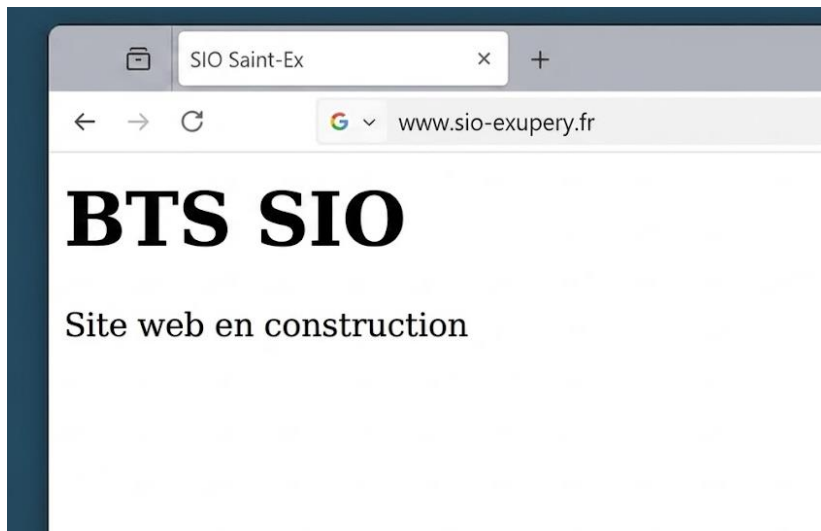 SIO Saint-Ex
www.sio-exupery.fr
BTS SIO
Site web en construction